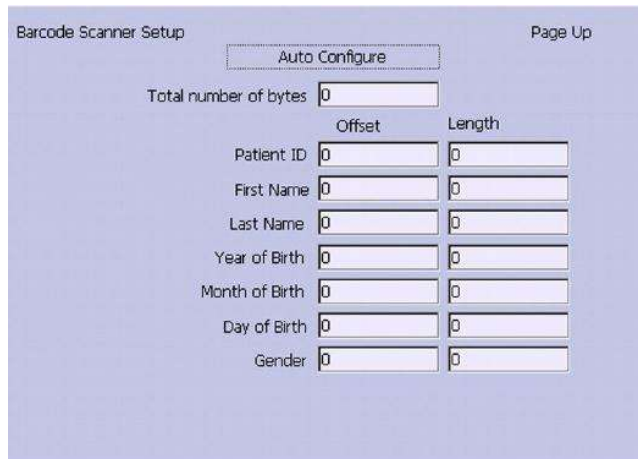 Barcode Scanner Setup Page Up
Auto Configure
Total number of bytes 0
Offset Length
Patient ID 0 0
First Name 0 0
Last Name 0 0
Year of Birth 0 0
Month of Birth 0 0
Day of Birth 0 0
Gender 0 0